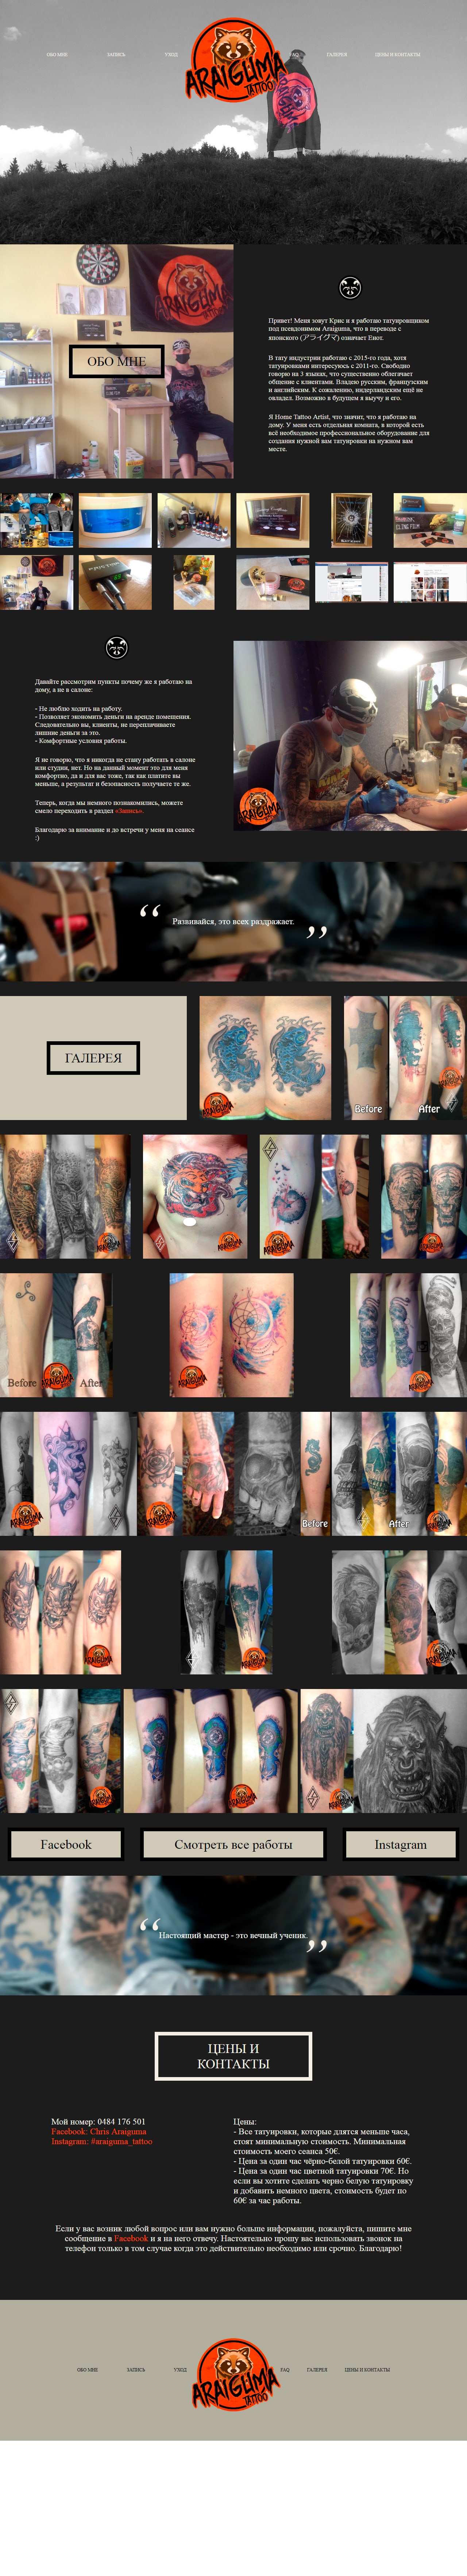 ОБО МНЕ ЗАПИСЬ УХОД FAQ ГАЛЕРЕЯ ЦЕНЫ И КОНТАКТЫ
ARAIGUMA
TATTOO
ОБО МНЕ
Привет! Меня зовут Крис и я работаю татуировщиком
под псевдонимом Araiguma, что в переводе с
японского (アライグマ) означает Енот.
В тату индустрии работаю с 2015-го года, хотя
татуировками интересуюсь с 2011-го. Свободно
говорю на 3 языках, что существенно облегчает
общение с клиентами. Владею русским, французским
и английским. К сожалению, нидерландским ещё не
овладел. Возможно в будущем я выучу и его.
Я Home Tattoo Artist, что значит, что я работаю на
дому. У меня есть отдельная комната, в которой есть
всё необходимое профессиональное оборудование для
создания нужной вам татуировки на нужном вам
месте.
Давайте рассмотрим пункты почему же я работаю на
дому, а не в салоне:
- Не люблю ходить на работу.
- Позволяет экономить деньги на аренде помещения.
Следовательно вы, клиенты, не переплачиваете
лишние деньги за это.
- Комфортные условия работы.
Я не говорю, что я никогда не стану работать в салоне
или студии, нет. Но на данный момент это для меня
комфортно, да и для вас тоже, так как платите вы
меньше, а результат и безопасность получаете те же.
Теперь, когда мы немного познакомились, можете
смело переходить в раздел «Запись».
Благодарю за внимание и до встречи у меня на сеансе
:)
“ Развивайся, это всех раздражает. ”
ГАЛЕРЕЯ
Before After
Before After
Before After
Facebook
Смотреть все работы
Instagram
“ Настоящий мастер - это вечный ученик. ”
ЦЕНЫ И
КОНТАКТЫ
Мой номер: 0484 176 501
Facebook: Chris Araiguma
Instagram: #araiguma_tattoo
Цены:
- Все татуировки, которые длятся меньше часа,
стоят минимальную стоимость. Минимальная
стоимость моего сеанса 50€.
- Цена за один час чёрно-белой татуировки 60€.
- Цена за один час цветной татуировки 70€. Но
если вы хотите сделать черно белую татуировку
и добавить немного цвета, стоимость будет по
60€ за час работы.
Если у вас возник любой вопрос или вам нужно больше информации, пожалуйста, пишите мне
сообщение в Facebook и я на него отвечу. Настоятельно прошу вас использовать звонок на
телефон только в том случае когда это действительно необходимо или срочно. Благодарю!
ОБО МНЕ ЗАПИСЬ УХОД FAQ ГАЛЕРЕЯ ЦЕНЫ И КОНТАКТЫ
ARAIGUMA
TATTOO